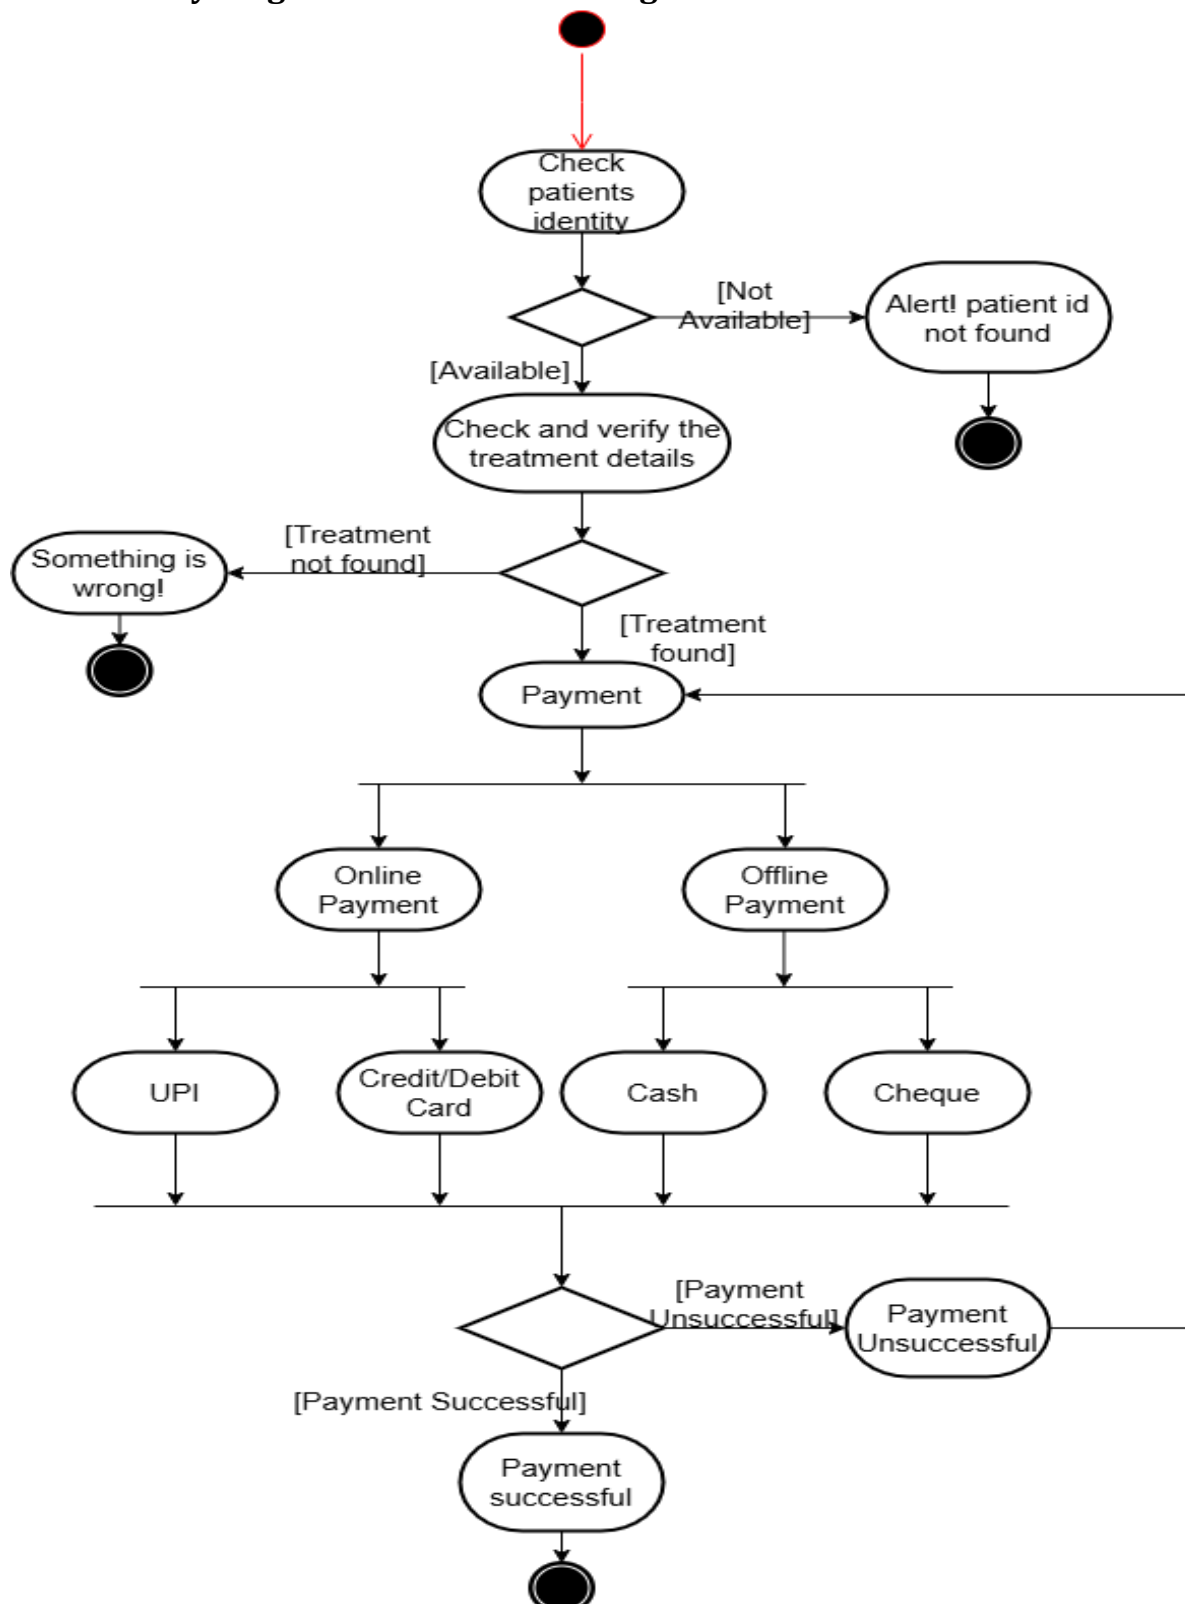 Check
patients
identity
[Not
Available]
Alert! patient id
not found
[Available]
Check and verify the
treatment details
[Treatment
not found]
Something is
wrong!
[Treatment
found]
Payment
Online
Payment
Offline
Payment
UPI
Credit/Debit
Card
Cash
Cheque
[Payment
Unsuccessful]
Payment
Unsuccessful
[Payment Successful]
Payment
successful